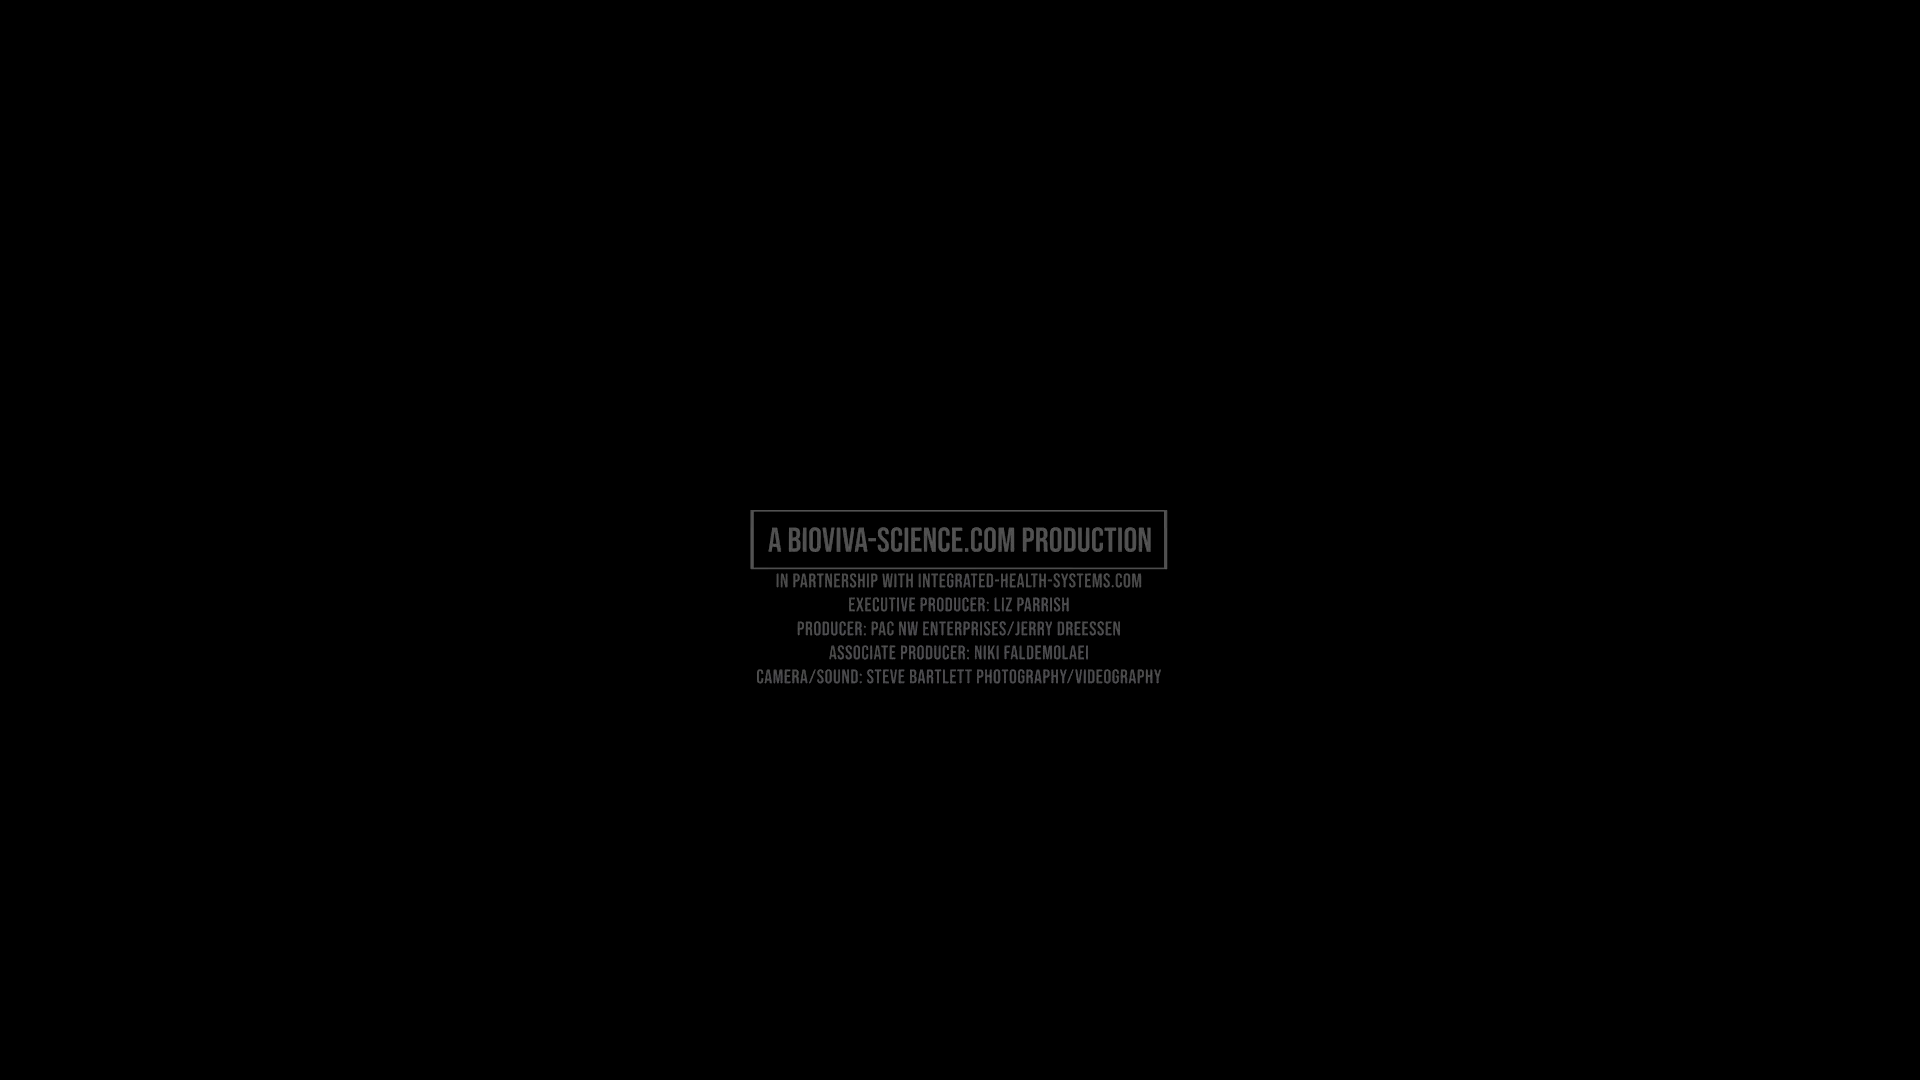 A BIOVIVA-SCIENCE.COM PRODUCTION
IN PARTNERSHIP WITH INTEGRATED-HEALTH-SYSTEMS.COM
EXECUTIVE PRODUCER: LIZ PARRISH
PRODUCER: PAC NW ENTERPRISES/JERRY DREESSEN
ASSOCIATE PRODUCER: NIKI FALDEMOLAEI
CAMERA/SOUND: STEVE BARTLETT PHOTOGRAPHY/VIDEOGRAPHY